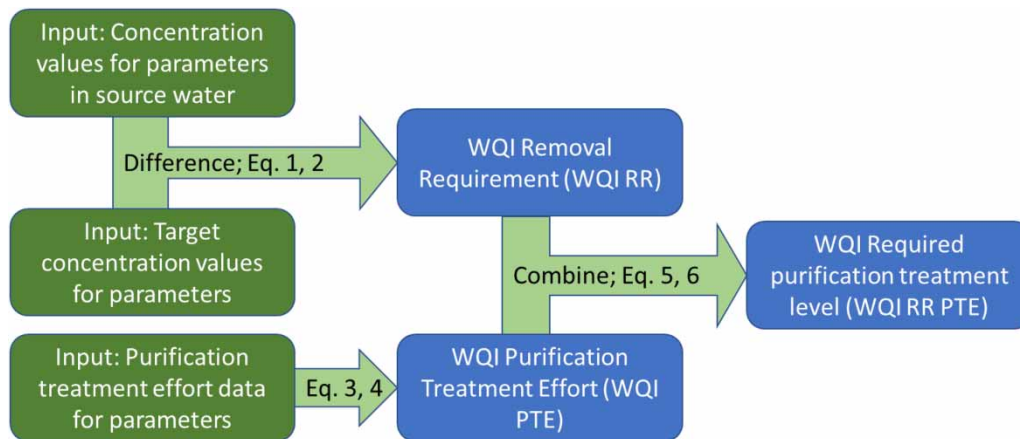 Input: Concentration
values for parameters
in source water
Difference; Eq. 1, 2
Input: Target
concentration values
for parameters
WQI Removal
Requirement (WQI RR)
Input: Purification
treatment effort data
for parameters
Eq. 3, 4
WQI Purification
Treatment Effort (WQI
PTE)
Combine; Eq. 5, 6
WQI Required
purification treatment
level (WQI RR PTE)